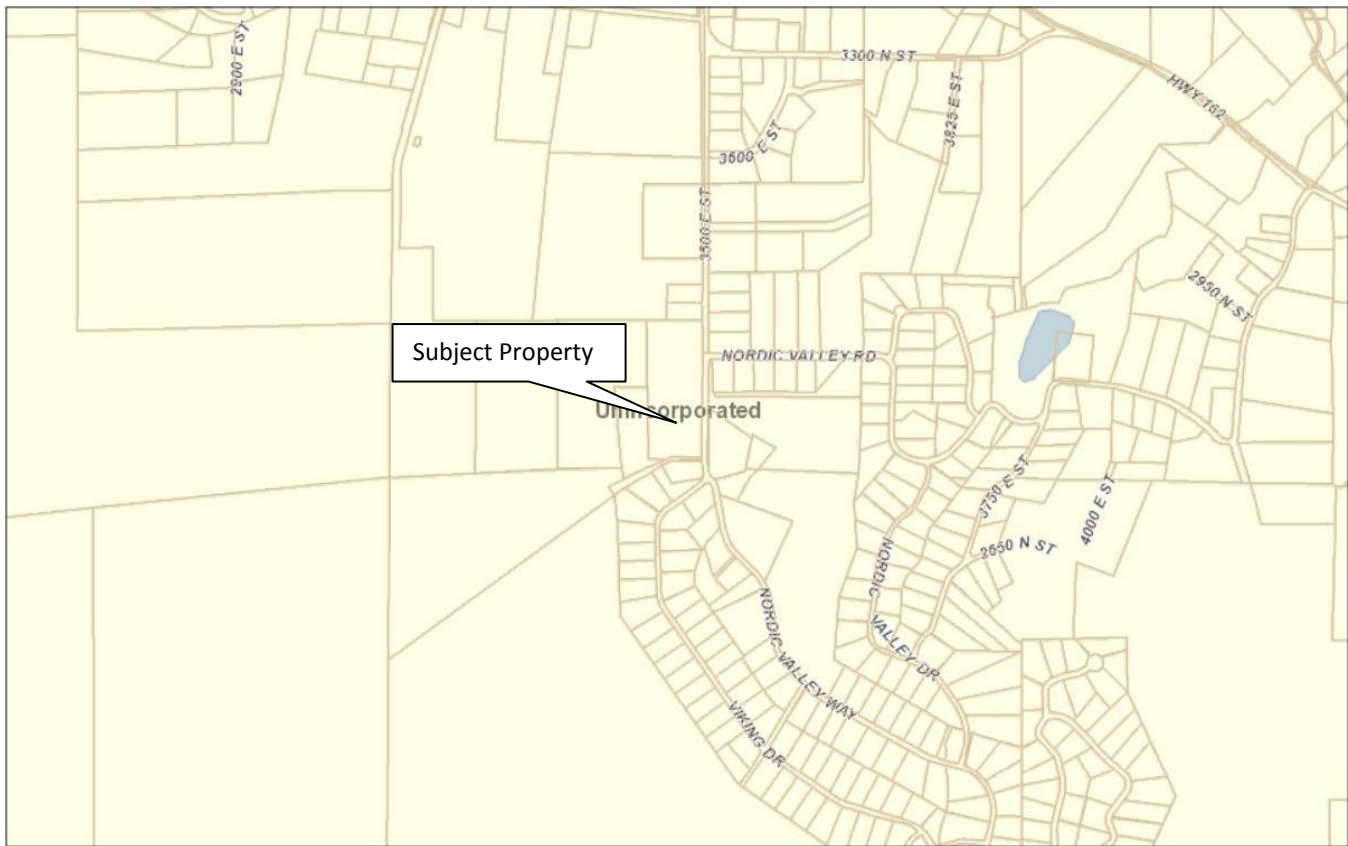 3300 N ST
2900 E ST
HWY 162
3825 E ST
3600 E ST
3500 E ST
2950 N ST
Subject Property
NORDIC VALLEY RD
Unincorporated
3750 E ST
4000 E ST
2650 N ST
NORDIC
VALLEY DR
NORDIC VALLEY WAY
VIKING DR